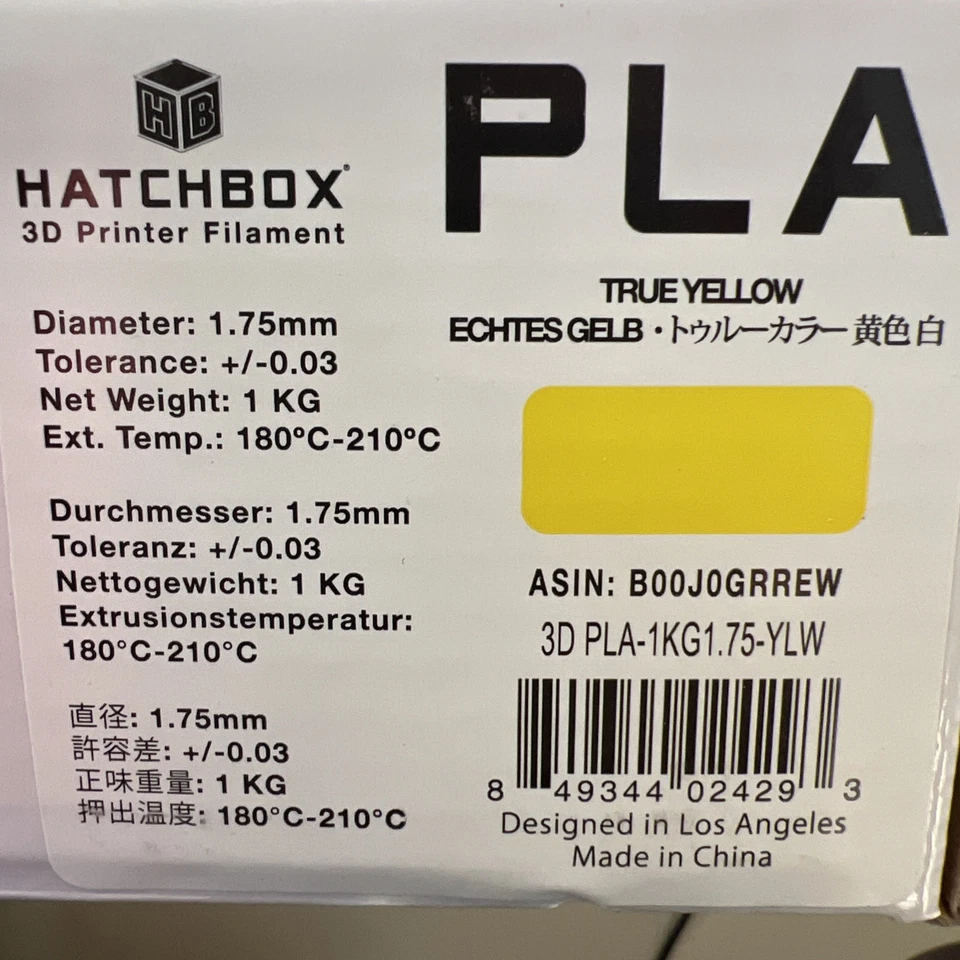 HB
HATCHBOX®
3D Printer Filament
Diameter: 1.75mm
Tolerance: +/-0.03
Net Weight: 1 KG
Ext. Temp.: 180ºC-210ºC
Durchmesser: 1.75mm
Toleranz: +/-0.03
Nettogewicht: 1 KG
Extrusionstemperatur:
180°C-210°C
直径: 1.75mm
許容差: +/-0.03
正味重量: 1 KG
押出温度: 180°C-210°C
PLA
TRUE YELLOW
ECHTES GELB・トゥルーカラー 黄色 白
ASIN: B00J0GRREW
3D PLA-1KG1.75-YLW
8 49344 02429 3
Designed in Los Angeles
Made in China